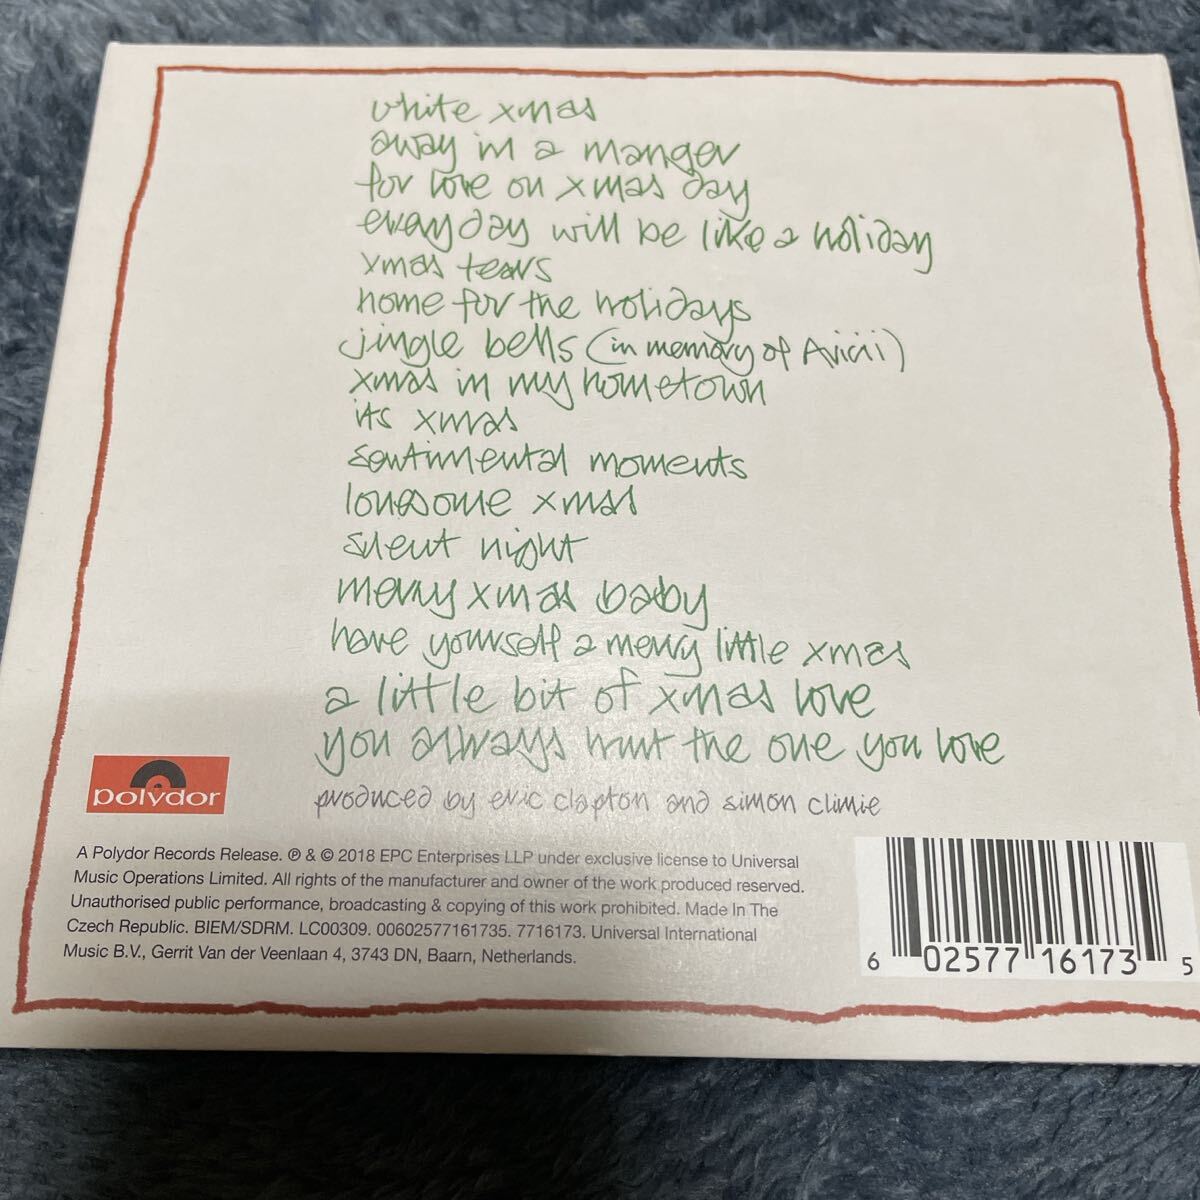 white xmas
away in a manger
for love on xmas day
everyday will be like a holiday
xmas tears
home for the holidays
jingle bells (in memory of Avicii)
xmas in my hometown
its xmas
sentimental moments
lonesome xmas
silent night
merry xmas baby
have yourself a merry little xmas
a little bit of xmas love
you always hurt the one you love
produced by eric clapton and simon climie
polydor
A Polydor Records Release. ℗ & © 2018 EPC Enterprises LLP under exclusive license to Universal
Music Operations Limited. All rights of the manufacturer and owner of the work produced reserved.
Unauthorised public performance, broadcasting & copying of this work prohibited. Made In The
Czech Republic. BIEM/SDRM. LC00309. 00602577161735. 7716173. Universal International
Music B.V., Gerrit Van der Veenlaan 4, 3743 DN, Baarn, Netherlands.
6 02577 16173 5